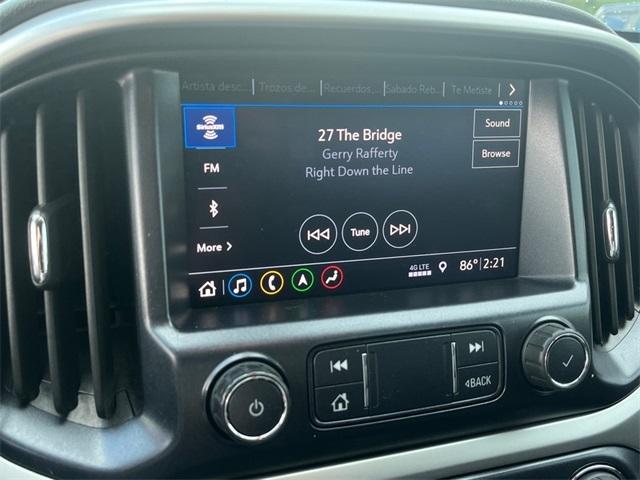 Artista desc... Trozos de... Recuerdos,... Sabado Reb... Te Metiste
SiriusXM
27 The Bridge
Sound
Gerry Rafferty
Browse
FM
Right Down the Line
Tune
More
4G LTE
86° 2:21
BACK